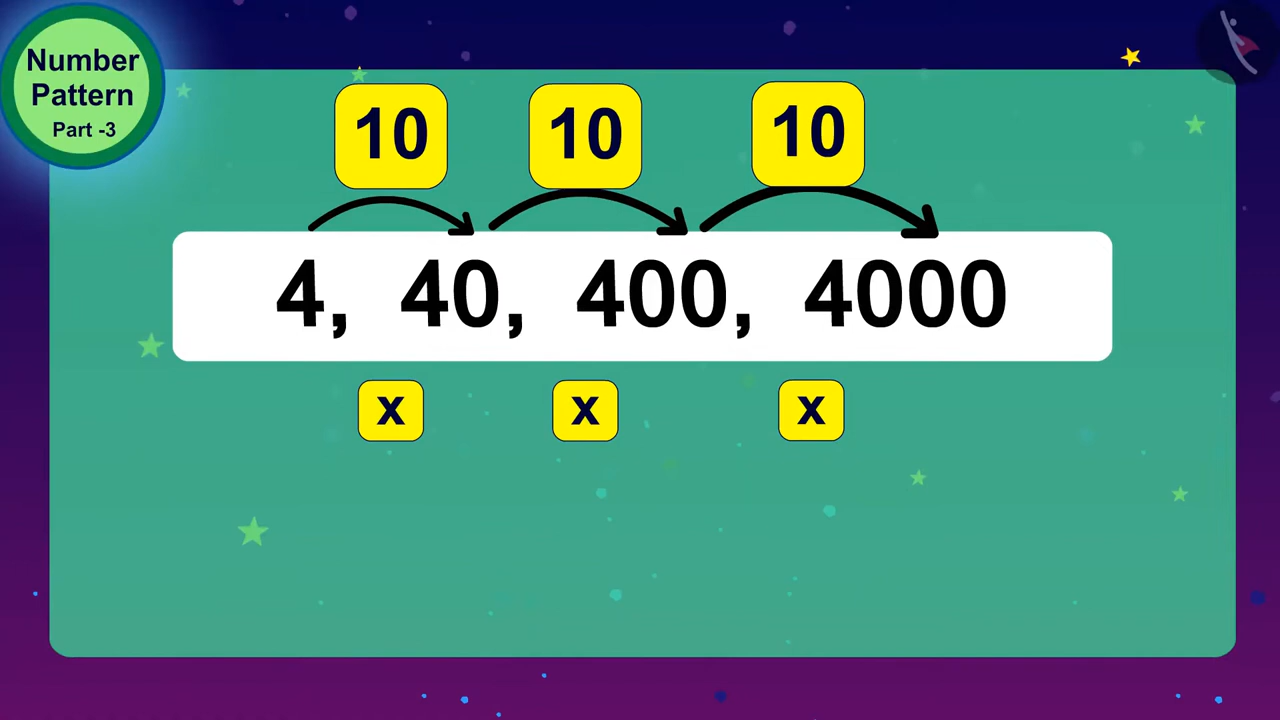 Number
Pattern
Part -3
10 10 10
4, 40, 400, 4000
x x x